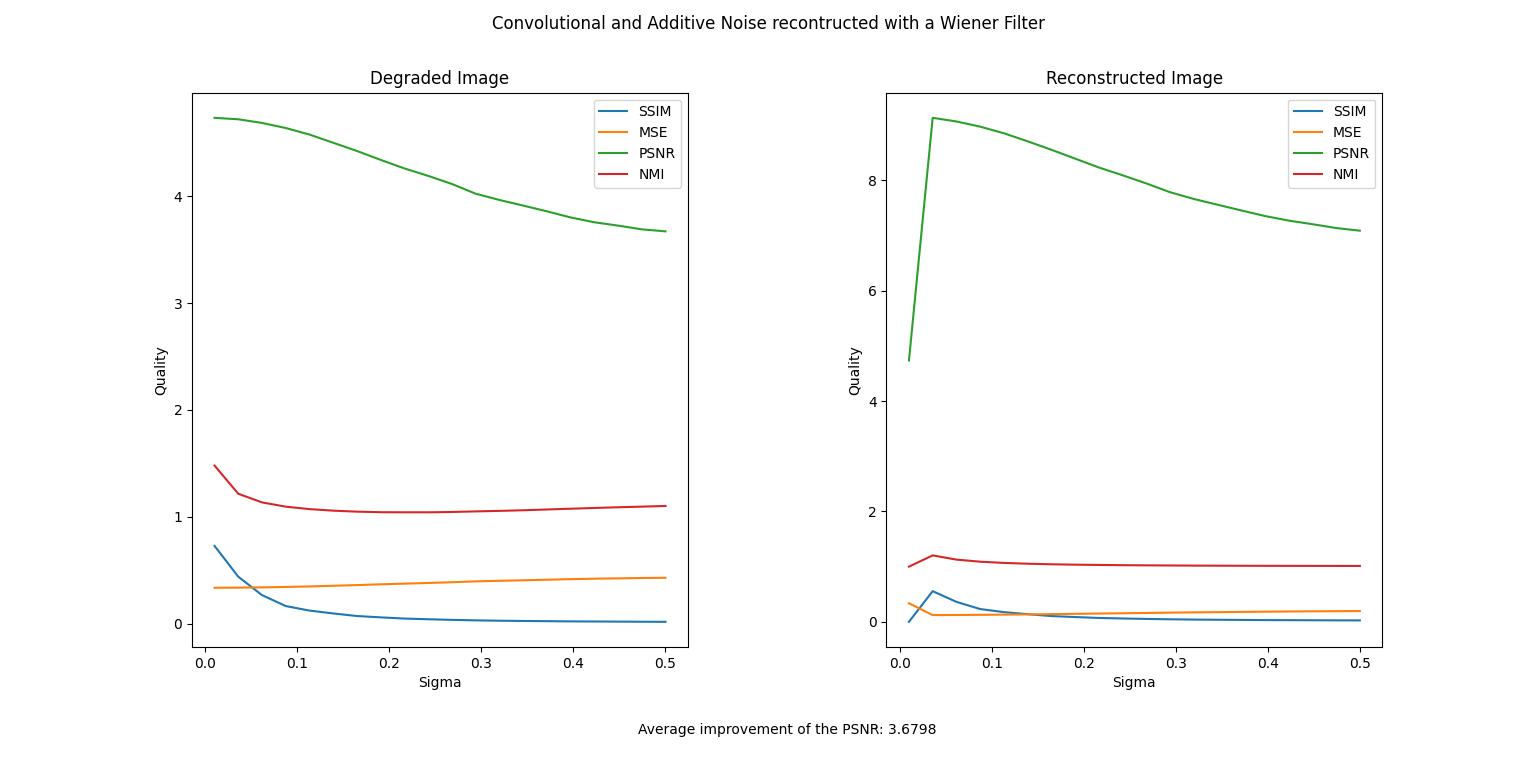 Convolutional and Additive Noise reconstructed with a Wiener Filter
Degraded Image
SSIM
MSE
PSNR
NMI
Quality
4
3
2
1
0
0.0 0.1 0.2 0.3 0.4 0.5
Sigma
Reconstructed Image
SSIM
MSE
PSNR
NMI
Quality
8
6
4
2
0
0.0 0.1 0.2 0.3 0.4 0.5
Sigma
Average improvement of the PSNR: 3.6798